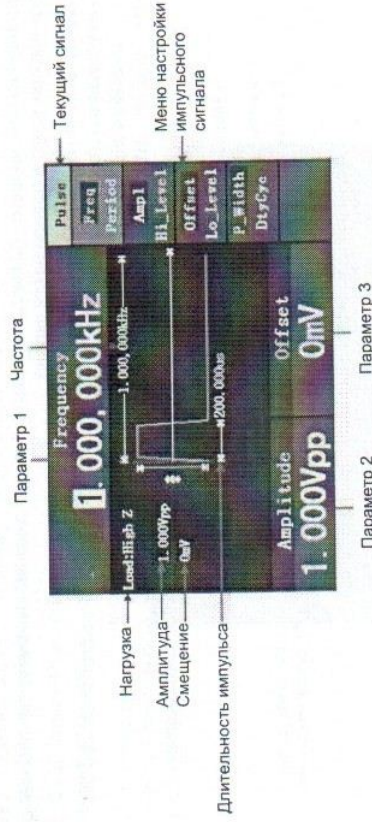 Параметр 1
Частота
Текущий сигнал
Frequency
1.000,000kHz
Pulse
Нагрузка
Load:High Z
1.000,000kHz
Freq
Period
Меню настройки
импульсного
сигнала
Амплитуда
1.000Vpp
Ampl
Hi_Level
Смещение
0mV
Offset
Lo_Level
Длительность импульса
200,000us
P_Width
DtyCyc
Amplitude
1.000Vpp
Offset
0mV
Параметр 2
Параметр 3